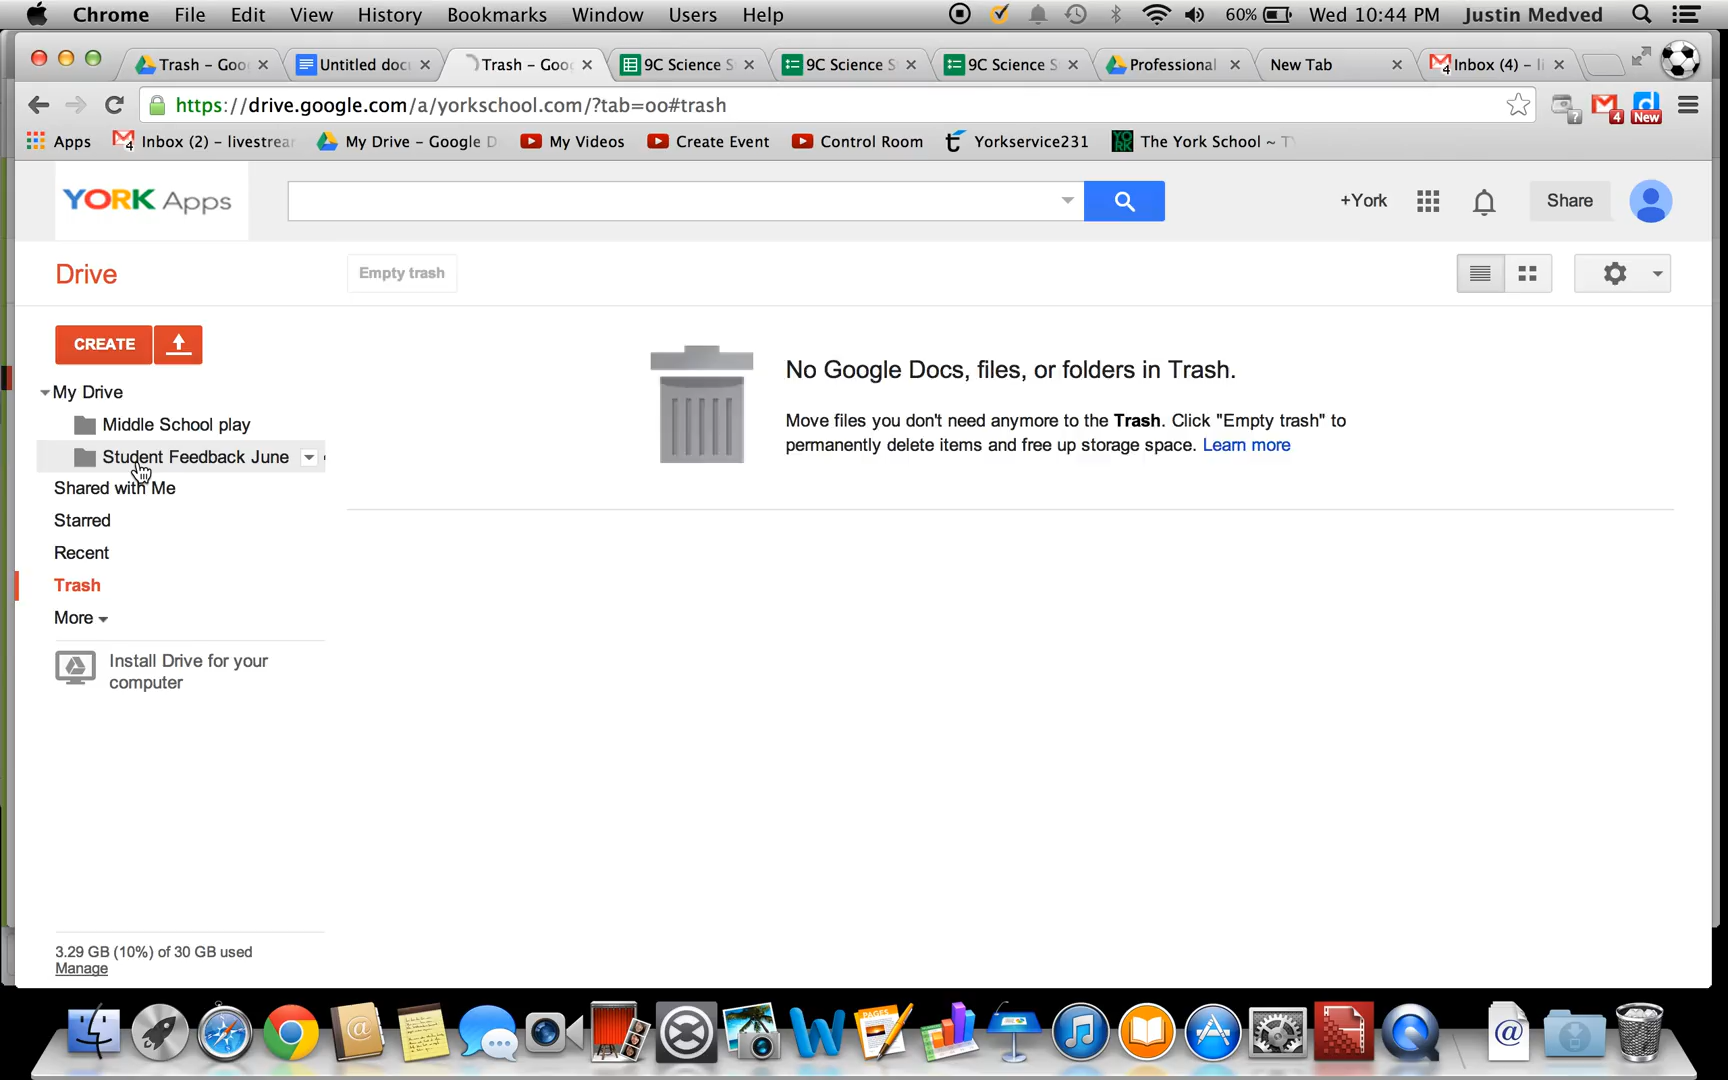 Chrome File Edit View History Bookmarks Window Users Help 60% Wed 10:44 PM Justin Medved
Trash – Goo Untitled doc Trash – Goo 9C Science S 9C Science S 9C Science S Professional New Tab Inbox (4) – li
https://drive.google.com/a/yorkschool.com/?tab=oo#trash
4 New
Apps Inbox (2) – livestrear My Drive – Google D My Videos Create Event Control Room Yorkservice231 The York School ~ T
YORK Apps
+York Share
Drive
Empty trash
CREATE
My Drive
Middle School play
Student Feedback June
Shared with Me
Starred
Recent
Trash
More
Install Drive for your
computer
No Google Docs, files, or folders in Trash.
Move files you don't need anymore to the Trash. Click "Empty trash" to
permanently delete items and free up storage space. Learn more
3.29 GB (10%) of 30 GB used
Manage
PAGES